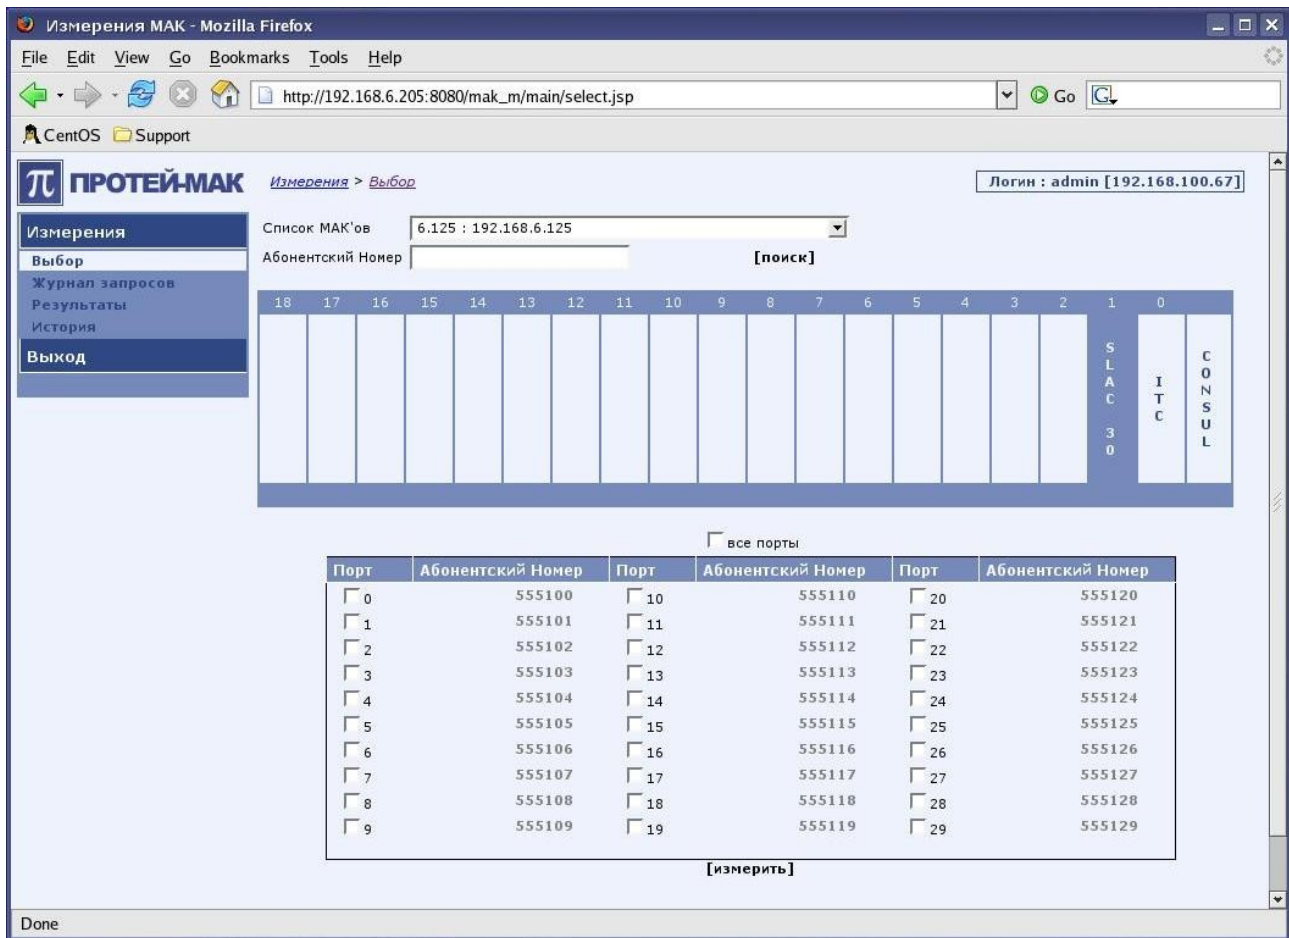 Измерения МАК - Mozilla Firefox
File Edit View Go Bookmarks Tools Help
http://192.168.6.205:8080/mak_m/main/select.jsp Go G
CentOS Support
π ПРОТЕЙ-МАК Измерения > Выбор Логин : admin [192.168.100.67]
Измерения
Выбор
Журнал запросов
Результаты
История
Выход
Список МАК'ов 6.125 : 192.168.6.125
Абонентский Номер [поиск]
18 17 16 15 14 13 12 11 10 9 8 7 6 5 4 3 2 1 0
SLAC 30
ITC
CONSUL
все порты
Порт Абонентский Номер Порт Абонентский Номер Порт Абонентский Номер
0 555100 10 555110 20 555120
1 555101 11 555111 21 555121
2 555102 12 555112 22 555122
3 555103 13 555113 23 555123
4 555104 14 555114 24 555124
5 555105 15 555115 25 555125
6 555106 16 555116 26 555126
7 555107 17 555117 27 555127
8 555108 18 555118 28 555128
9 555109 19 555119 29 555129
[измерить]
Done